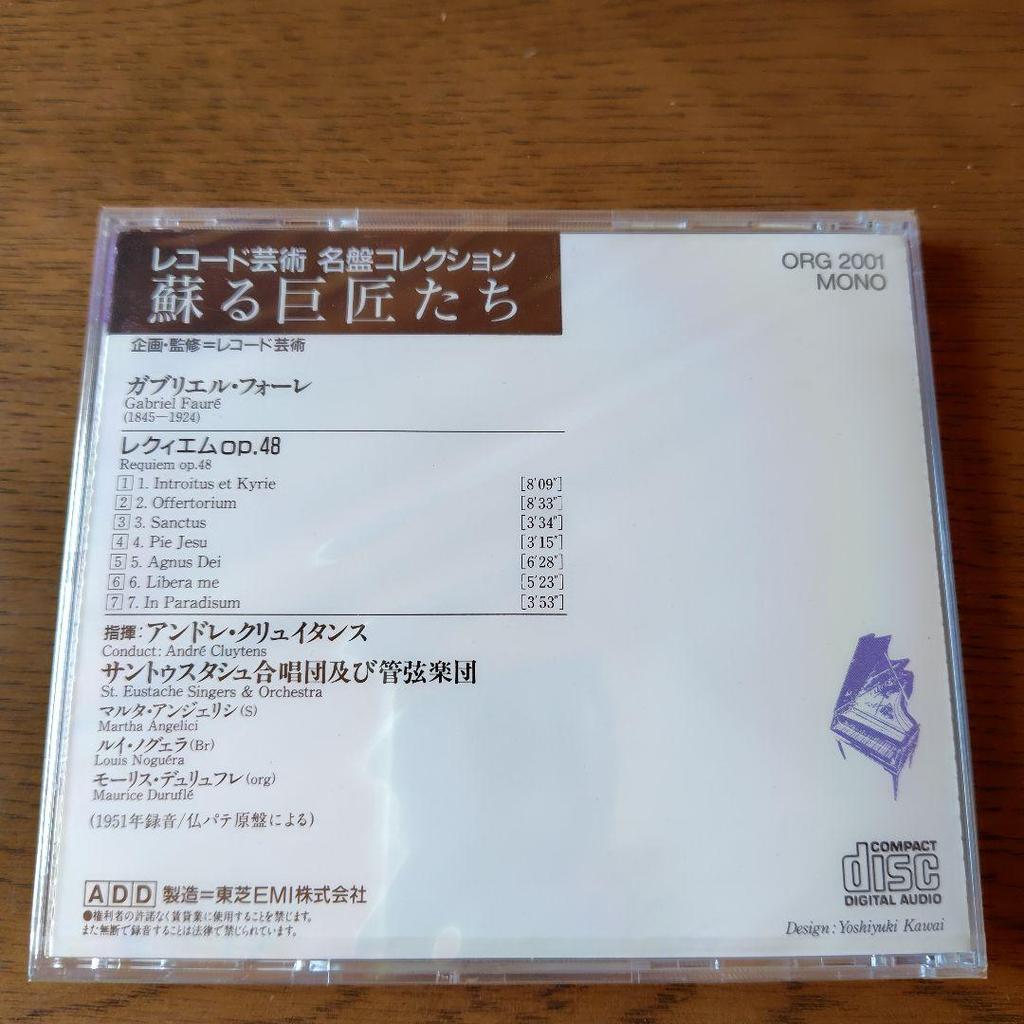 レコード芸術 名盤コレクション
蘇る巨匠たち
ORG 2001
MONO
企画・監修=レコード芸術
ガブリエル・フォーレ
Gabriel Fauré
(1845—1924)
レクィエムop.48
Requiem op.48
1 1. Introitus et Kyrie [8'09"]
2 2. Offertorium [8'33"]
3 3. Sanctus [3'34"]
4 4. Pie Jesu [3'15"]
5 5. Agnus Dei [6'28"]
6 6. Libera me [5'23"]
7 7. In Paradisum [3'53"]
指揮:アンドレ・クリュイタンス
Conduct: André Cluytens
サントゥスタシュ合唱団及び管弦楽団
St. Eustache Singers & Orchestra
マルタ・アンジェリシ(S)
Martha Angelici
ルイ・ノグェラ(Br)
Louis Noguéra
モーリス・デュリュフレ(org)
Maurice Duruflé
(1951年録音/仏パテ原盤による)
ADD 製造=東芝EMI株式会社
●権利者の許諾なく賃貸業に使用することを禁じます。
また無断で録音することは法律で禁じられています。
COMPACT
disc
DIGITAL AUDIO
Design: Yoshiyuki Kawai